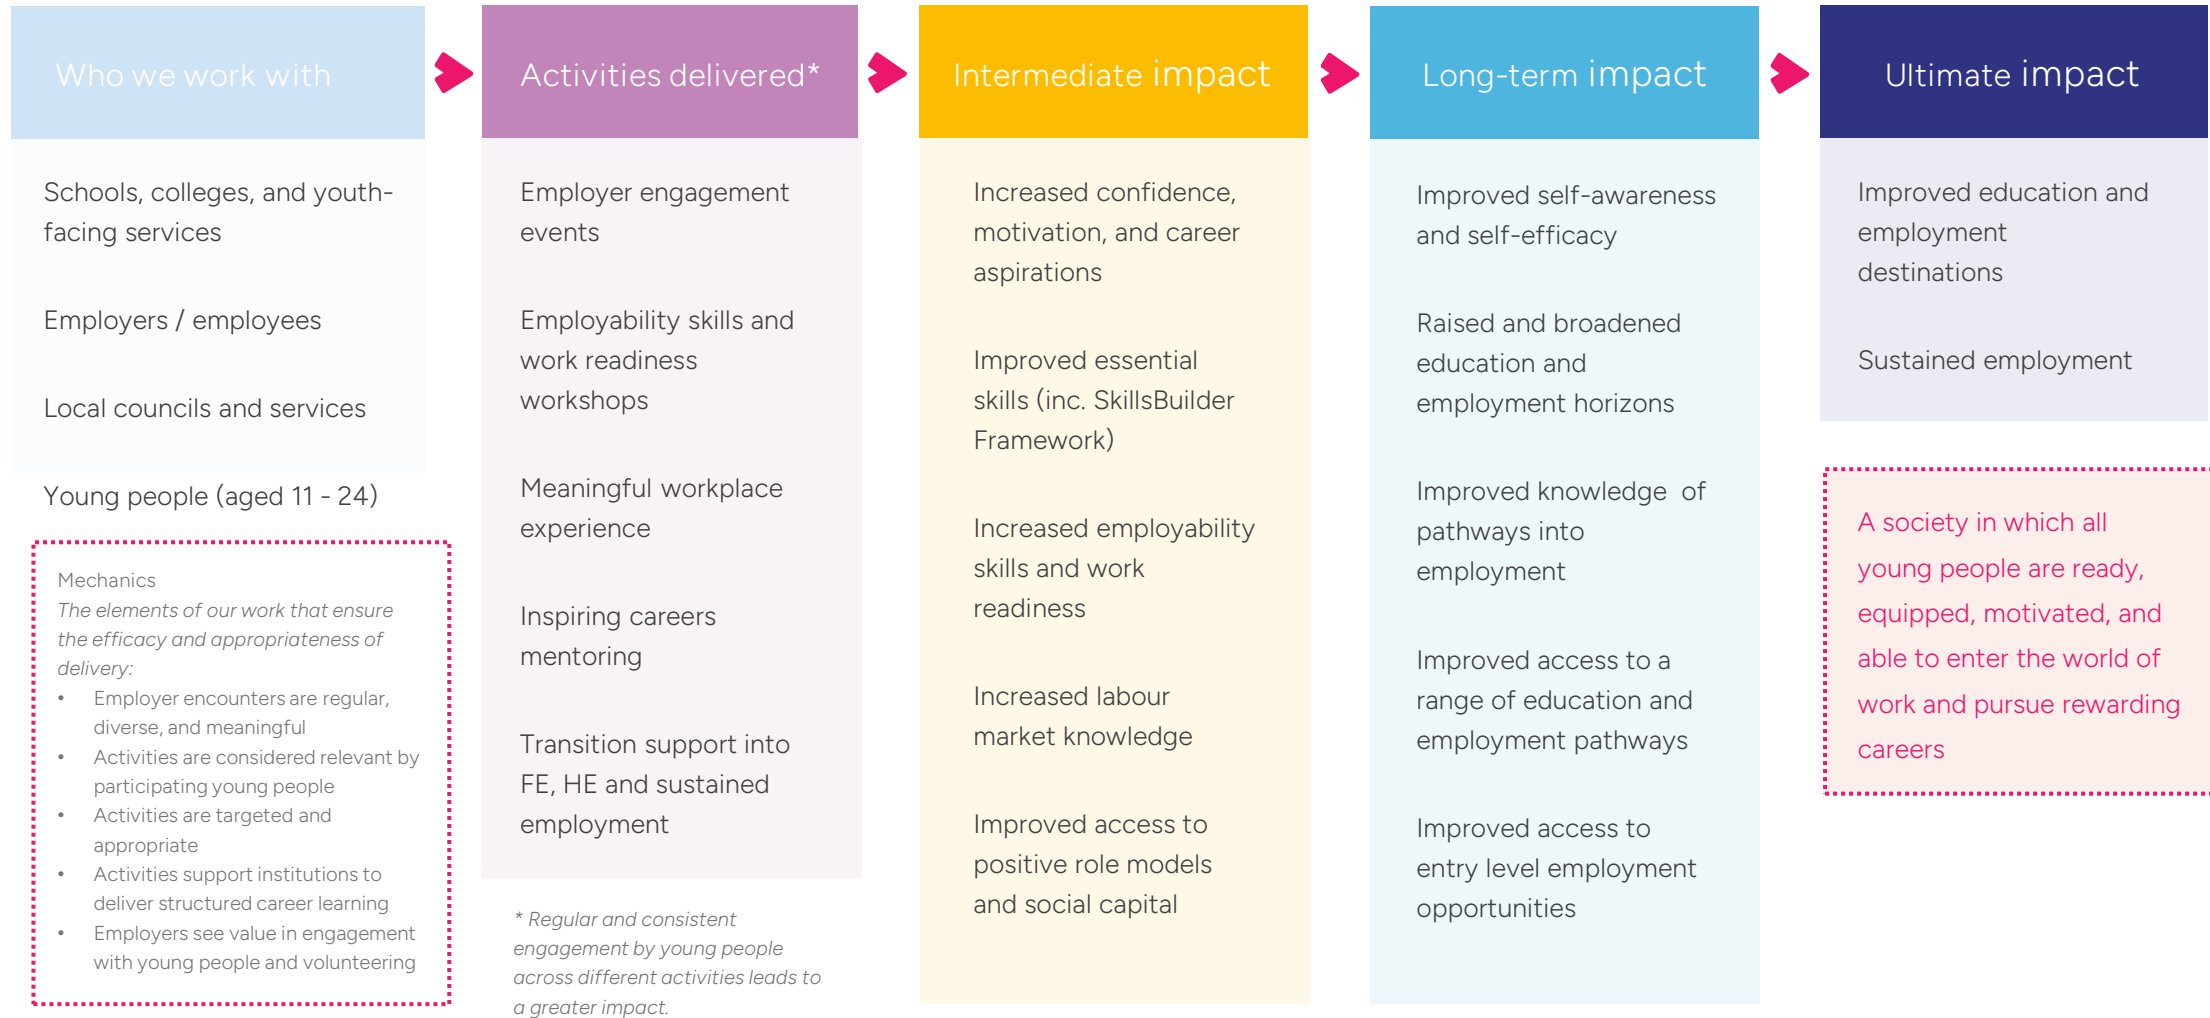 Who we work with
Schools, colleges, and youth-
facing services
Employers / employees
Local councils and services
Young people (aged 11 - 24)
Mechanics
The elements of our work that ensure
the efficacy and appropriateness of
delivery:
• Employer encounters are regular,
diverse, and meaningful
• Activities are considered relevant by
participating young people
• Activities are targeted and
appropriate
• Activities support institutions to
deliver structured career learning
• Employers see value in engagement
with young people and volunteering
Activities delivered*
Employer engagement
events
Employability skills and
work readiness
workshops
Meaningful workplace
experience
Inspiring careers
mentoring
Transition support into
FE, HE and sustained
employment
* Regular and consistent
engagement by young people
across different activities leads to
a greater impact.
Intermediate impact
Increased confidence,
motivation, and career
aspirations
Improved essential
skills (inc. SkillsBuilder
Framework)
Increased employability
skills and work
readiness
Increased labour
market knowledge
Improved access to
positive role models
and social capital
Long-term impact
Improved self-awareness
and self-efficacy
Raised and broadened
education and
employment horizons
Improved knowledge of
pathways into
employment
Improved access to a
range of education and
employment pathways
Improved access to
entry level employment
opportunities
Ultimate impact
Improved education and
employment
destinations
Sustained employment
A society in which all
young people are ready,
equipped, motivated, and
able to enter the world of
work and pursue rewarding
careers